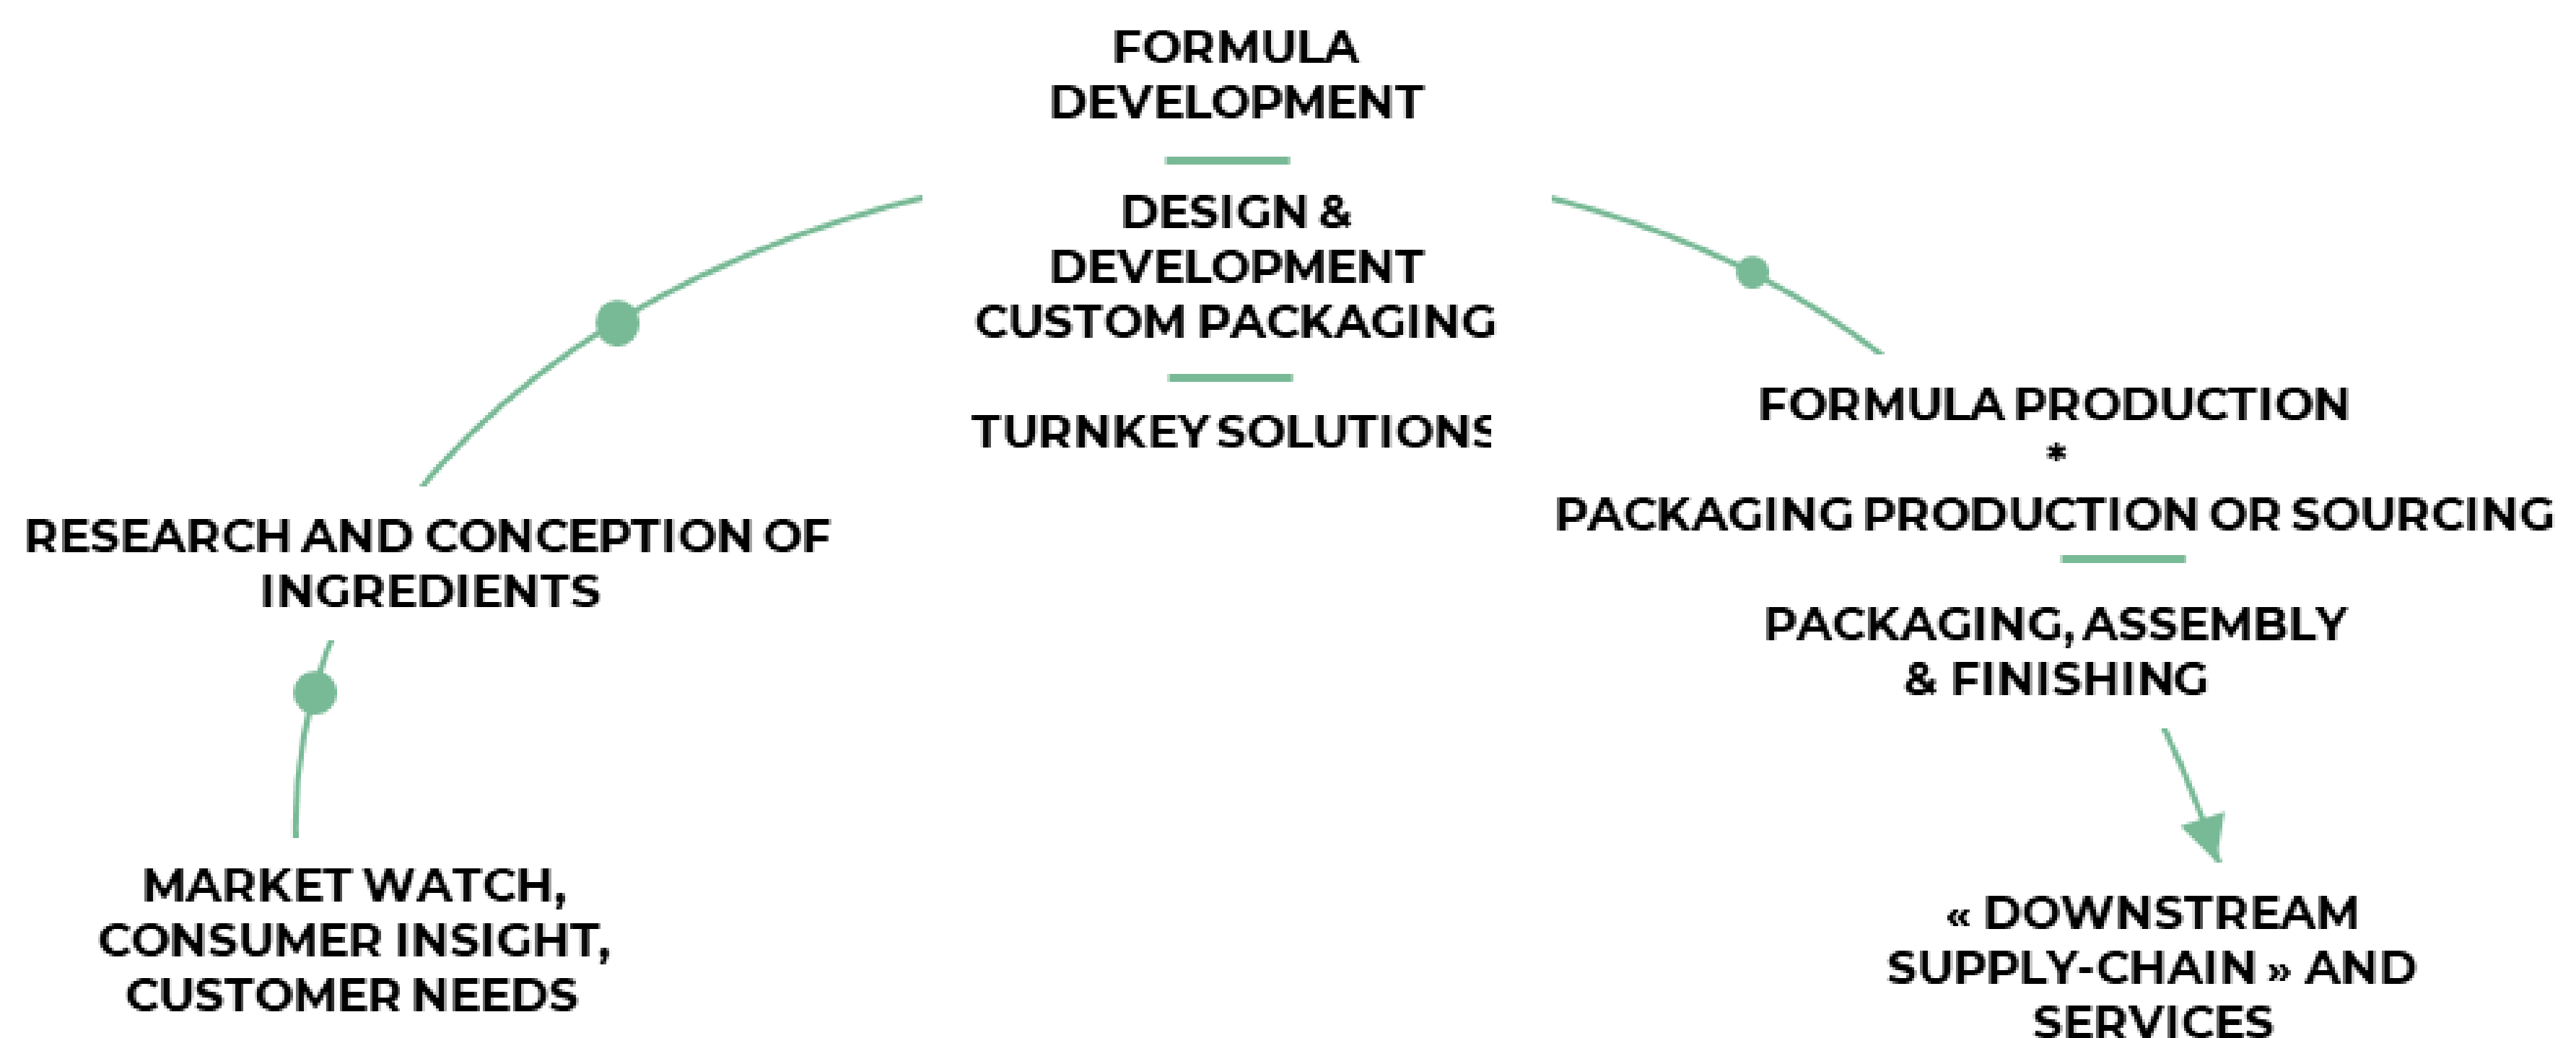 FORMULA
DEVELOPMENT
DESIGN &
DEVELOPMENT
CUSTOM PACKAGING
TURNKEY SOLUTIONS
FORMULA PRODUCTION
*
PACKAGING PRODUCTION OR SOURCING
PACKAGING, ASSEMBLY
& FINISHING
RESEARCH AND CONCEPTION OF
INGREDIENTS
MARKET WATCH,
CONSUMER INSIGHT,
CUSTOMER NEEDS
« DOWNSTREAM
SUPPLY-CHAIN » AND
SERVICES